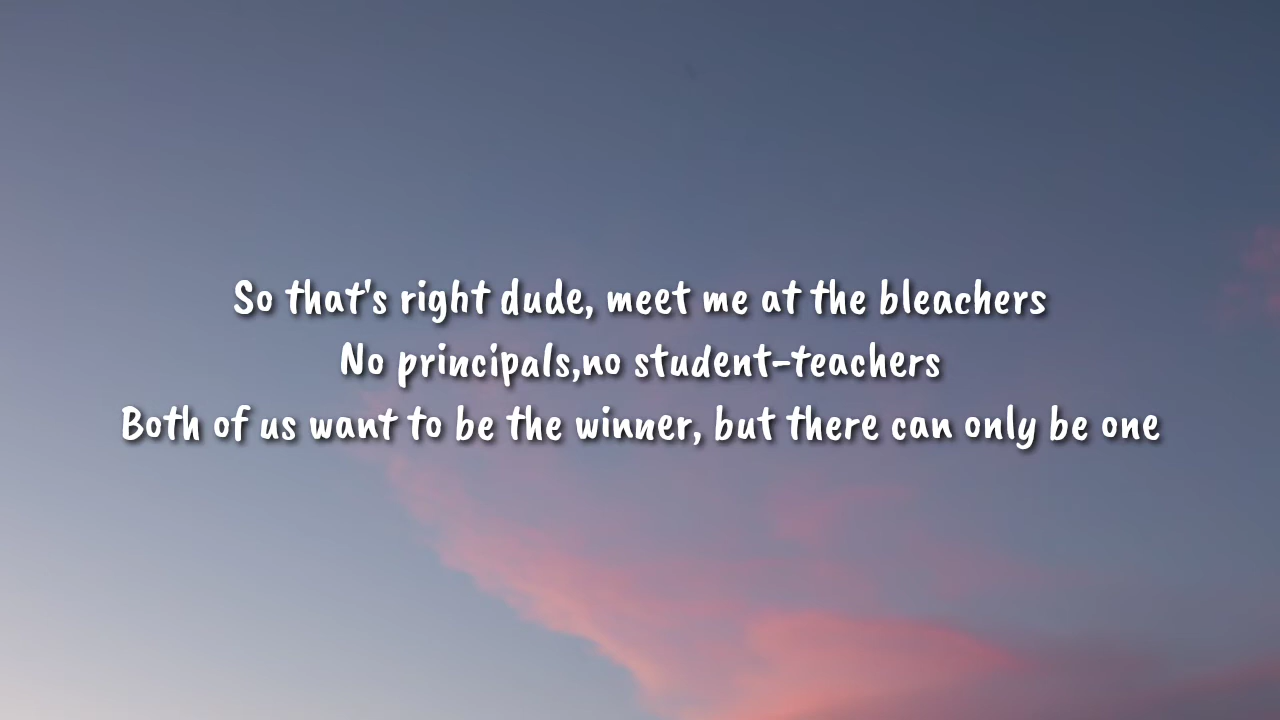 So that's right dude, meet me at the bleachers
No principals,no student-teachers
Both of us want to be the winner, but there can only be one